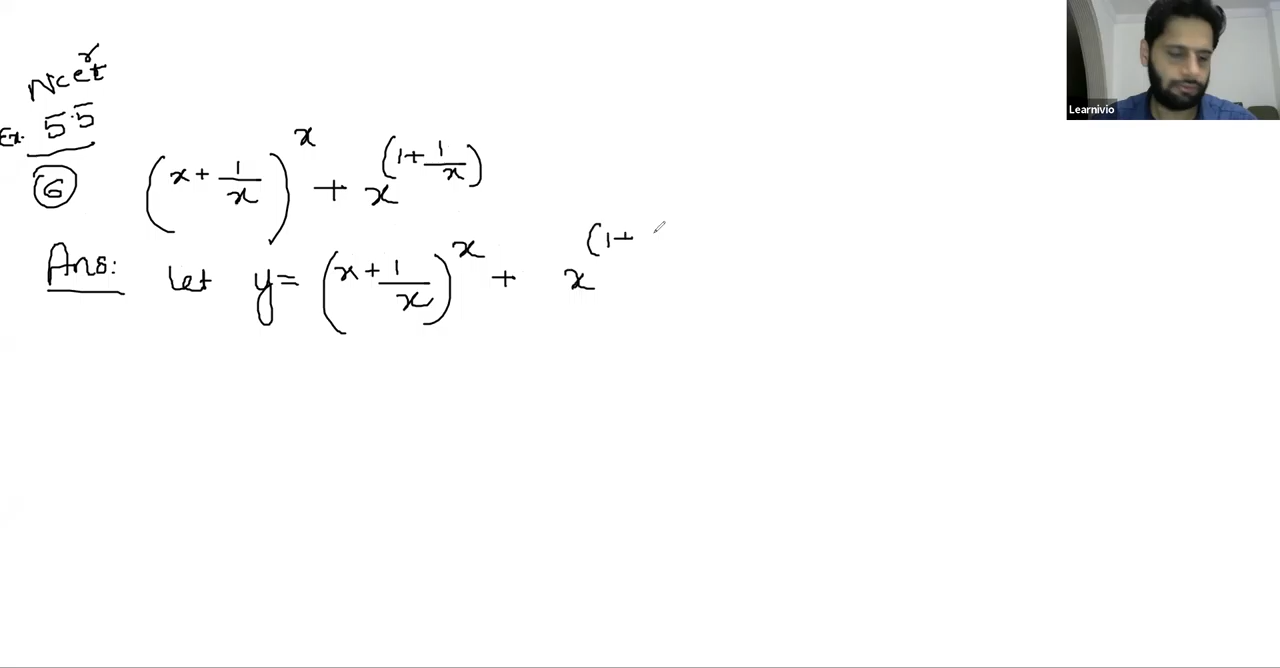 Ncert
Ex. 5.5
6 (x + 1/x)^x + x^(1 + 1/x)
Ans: Let y = (x + 1/x)^x + x^(1+
Learnivio